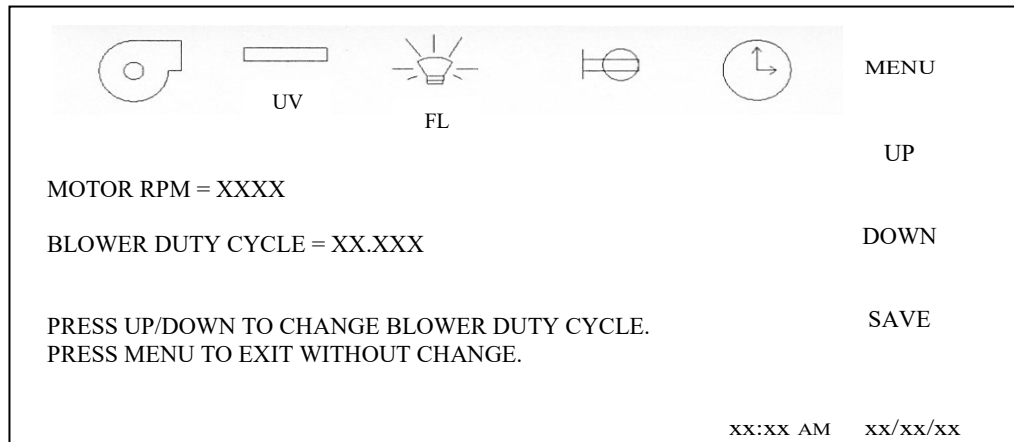 MENU
UV
FL
UP
MOTOR RPM = XXXX
BLOWER DUTY CYCLE = XX.XXX
DOWN
PRESS UP/DOWN TO CHANGE BLOWER DUTY CYCLE.
SAVE
PRESS MENU TO EXIT WITHOUT CHANGE.
xx:xx AM xx/xx/xx